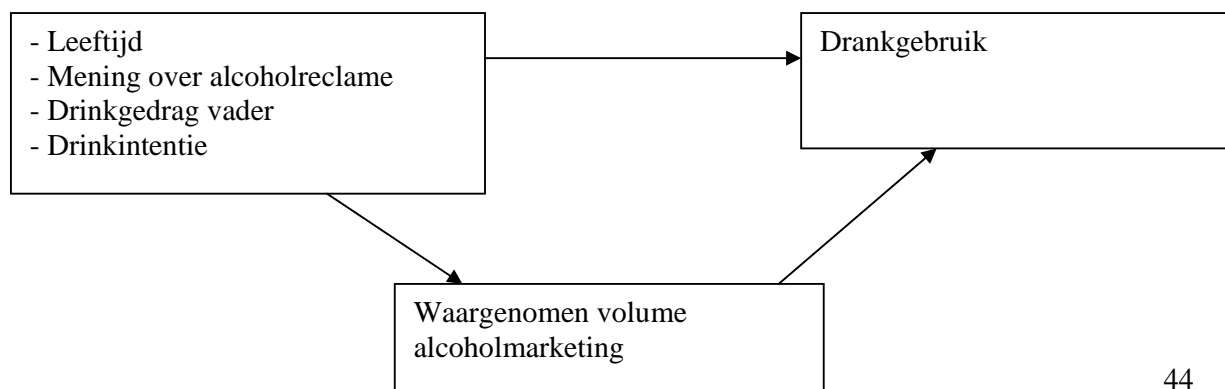 - Leeftijd
- Mening over alcoholreclame
- Drinkgedrag vader
- Drinkintentie
Drankgebruik
Waargenomen volume
alcoholmarketing
44